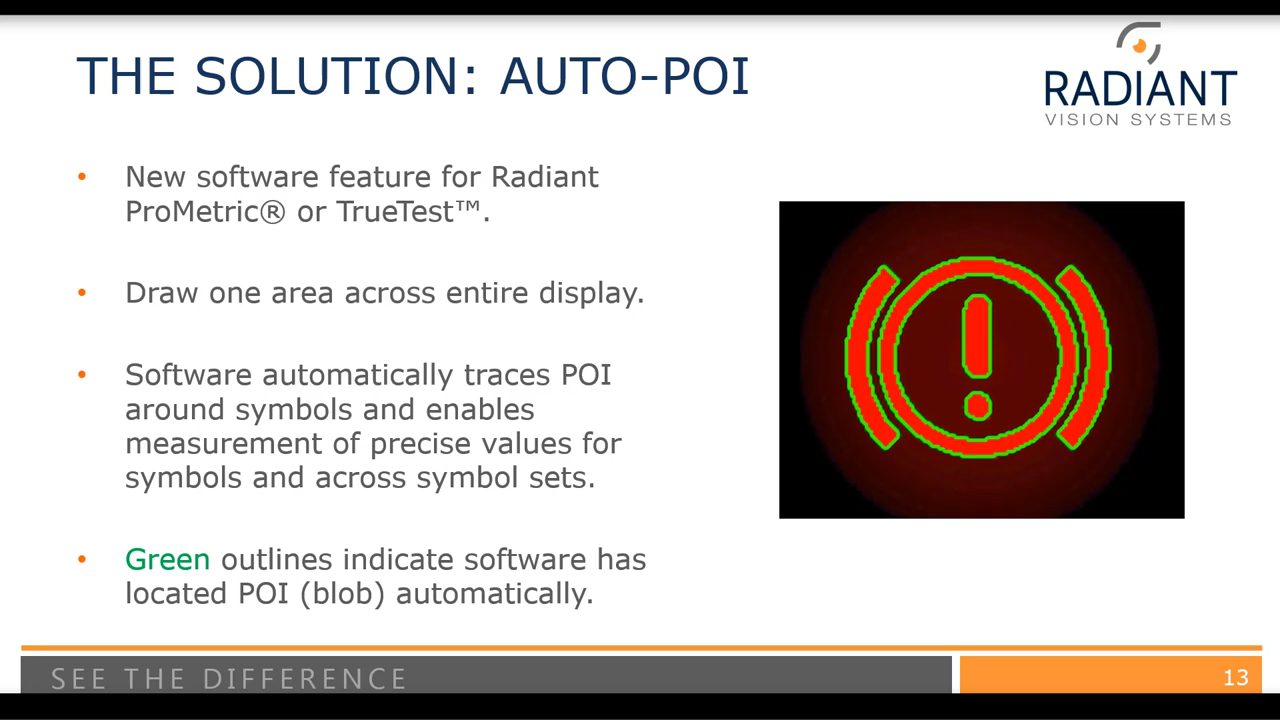 THE SOLUTION: AUTO-POI
RADIANT
VISION SYSTEMS
• New software feature for Radiant
ProMetric® or TrueTest™.
• Draw one area across entire display.
• Software automatically traces POI
around symbols and enables
measurement of precise values for
symbols and across symbol sets.
• Green outlines indicate software has
located POI (blob) automatically.
SEE THE DIFFERENCE
13